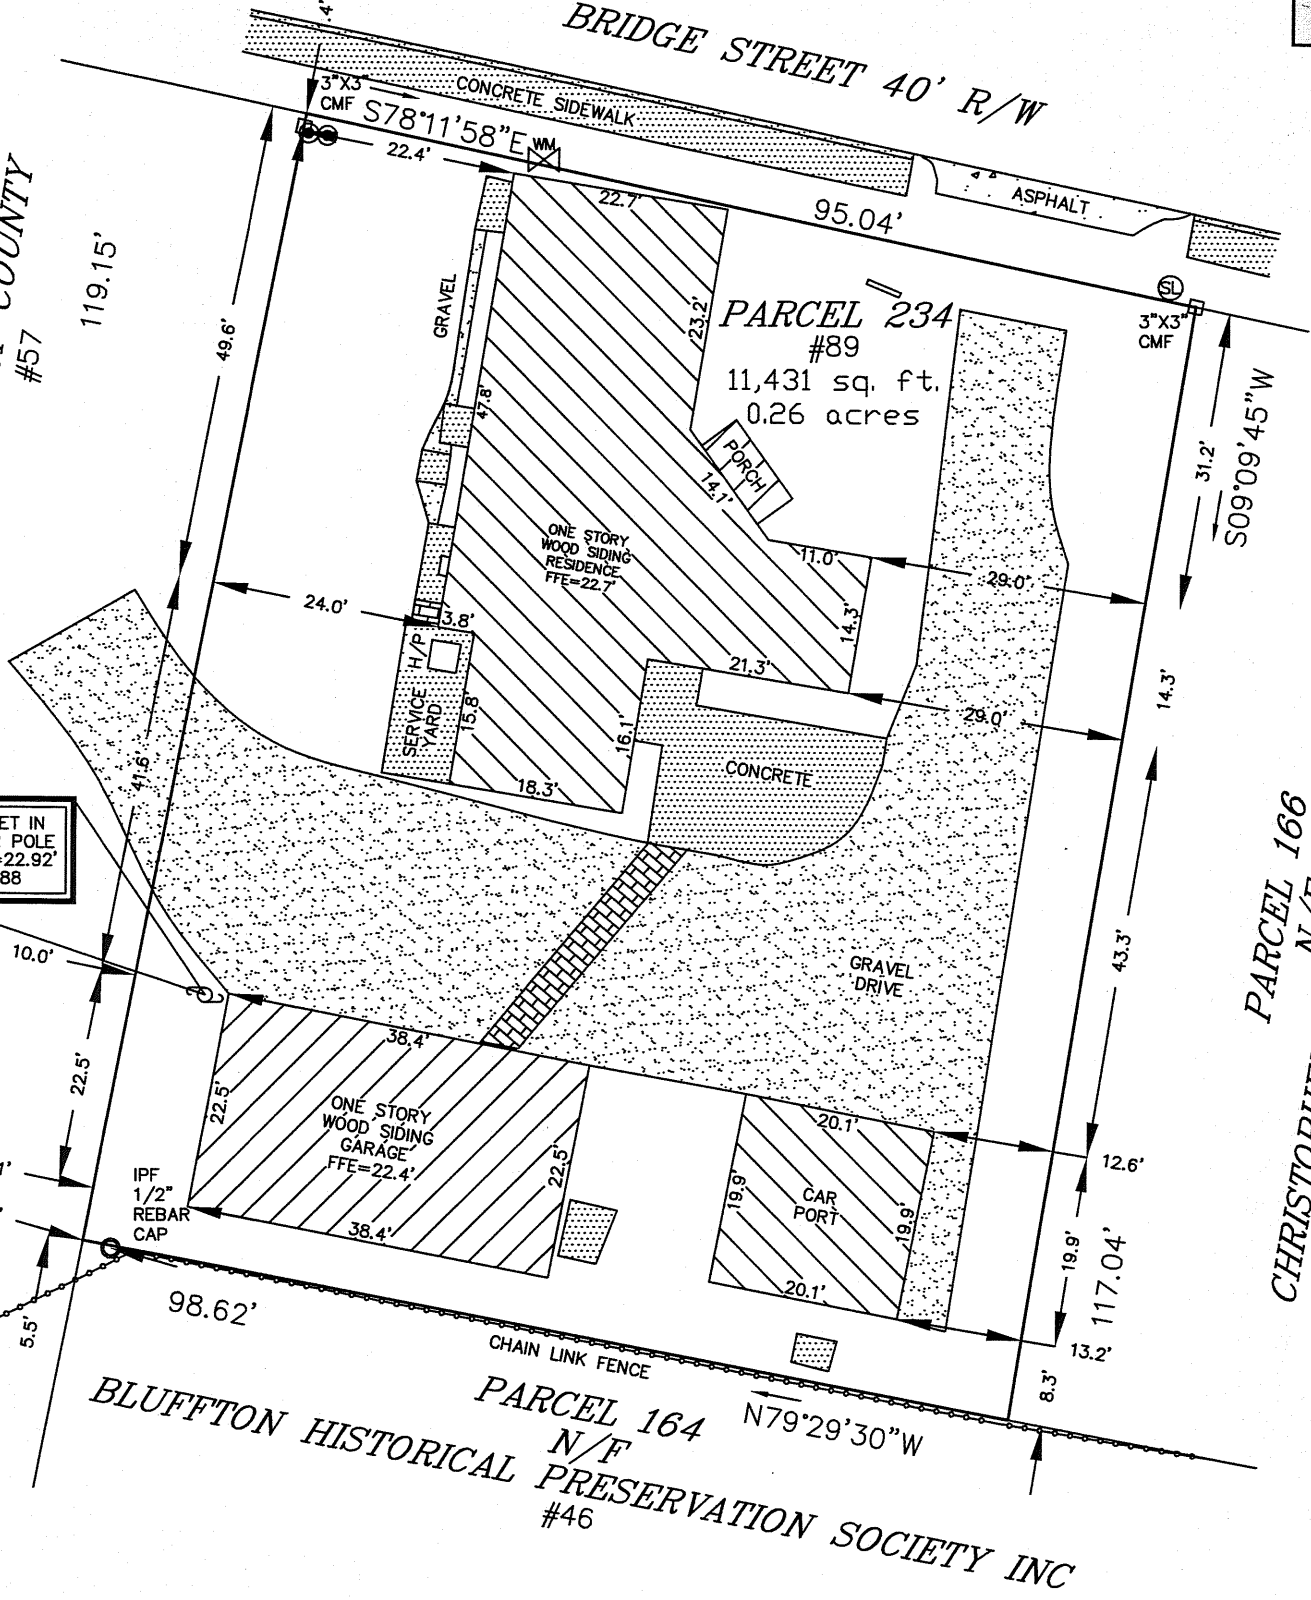 BRIDGE STREET 40' R/W
.4'
3"X3"
CMF
CONCRETE SIDEWALK
S78°11'58"E
WM
22.4'
22.7'
95.04'
ASPHALT
COUNTY
#57
119.15'
49.6'
GRAVEL
47.8'
23.2'
PARCEL 234
#89
11,431 sq. ft.
0.26 acres
SL
3"X3"
CMF
31.2'
S09°09'45"W
PORCH
14.1'
ONE STORY
WOOD SIDING
RESIDENCE
FFE=22.7'
11.0'
29.0'
14.3'
24.0'
3.8'
H/P
SERVICE
YARD
15.8'
21.3'
16.1'
29.0'
14.3'
18.3'
CONCRETE
41.6'
ET IN
POLE
=22.92'
88
10.0'
GRAVEL
DRIVE
43.3'
PARCEL 166
N/F
38.4'
22.5'
22.5'
ONE STORY
WOOD SIDING
GARAGE
FFE=22.4'
22.5'
20.1'
12.6'
19.9'
CAR
PORT
19.9'
19.9'
117.04'
IPF
1/2"
REBAR
CAP
38.4'
20.1'
13.2'
5.5'
98.62'
CHAIN LINK FENCE
8.3'
N79°29'30"W
PARCEL 164
N/F
BLUFFTON HISTORICAL PRESERVATION SOCIETY INC
#46